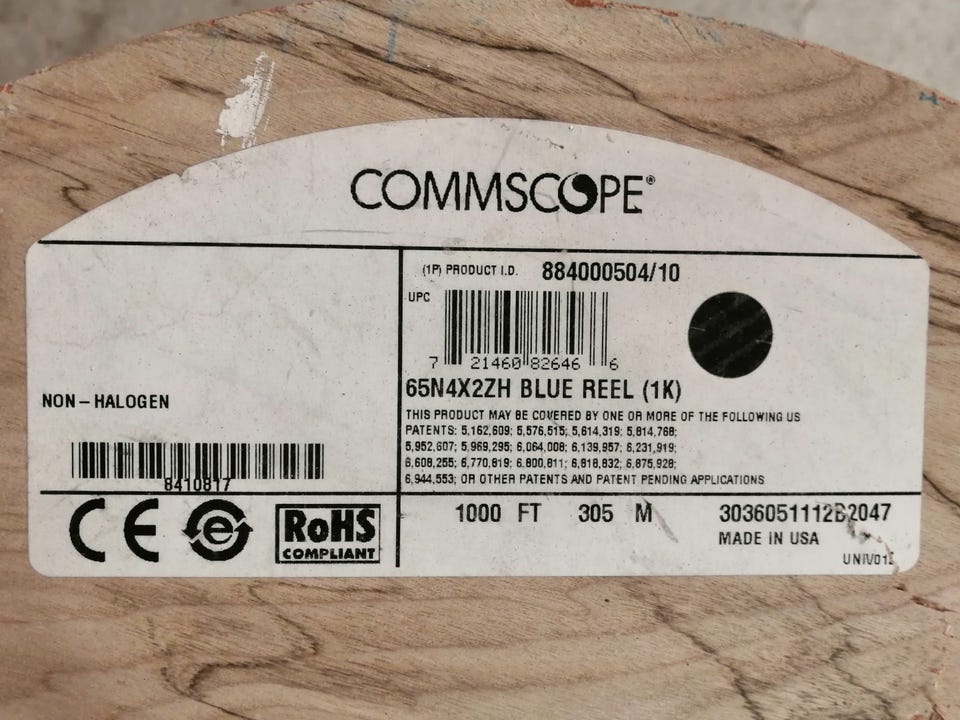 COMMSCOPE®
(1P) PRODUCT I.D. 884000504/10
UPC
7 21460 82646 6
65N4X2ZH BLUE REEL (1K)
NON-HALOGEN
THIS PRODUCT MAY BE COVERED BY ONE OR MORE OF THE FOLLOWING US
PATENTS: 5,162,609; 5,576,515; 5,614,319; 5,814,768;
5,952,607; 5,969,295; 6,064,008; 6,139,957; 6,231,919;
6,608,255; 6,770,819; 6,800,811; 6,818,832; 6,875,928;
6,944,553; OR OTHER PATENTS AND PATENT PENDING APPLICATIONS
8410817
CE e RoHS
COMPLIANT
1000 FT 305 M 3036051112B2047
MADE IN USA